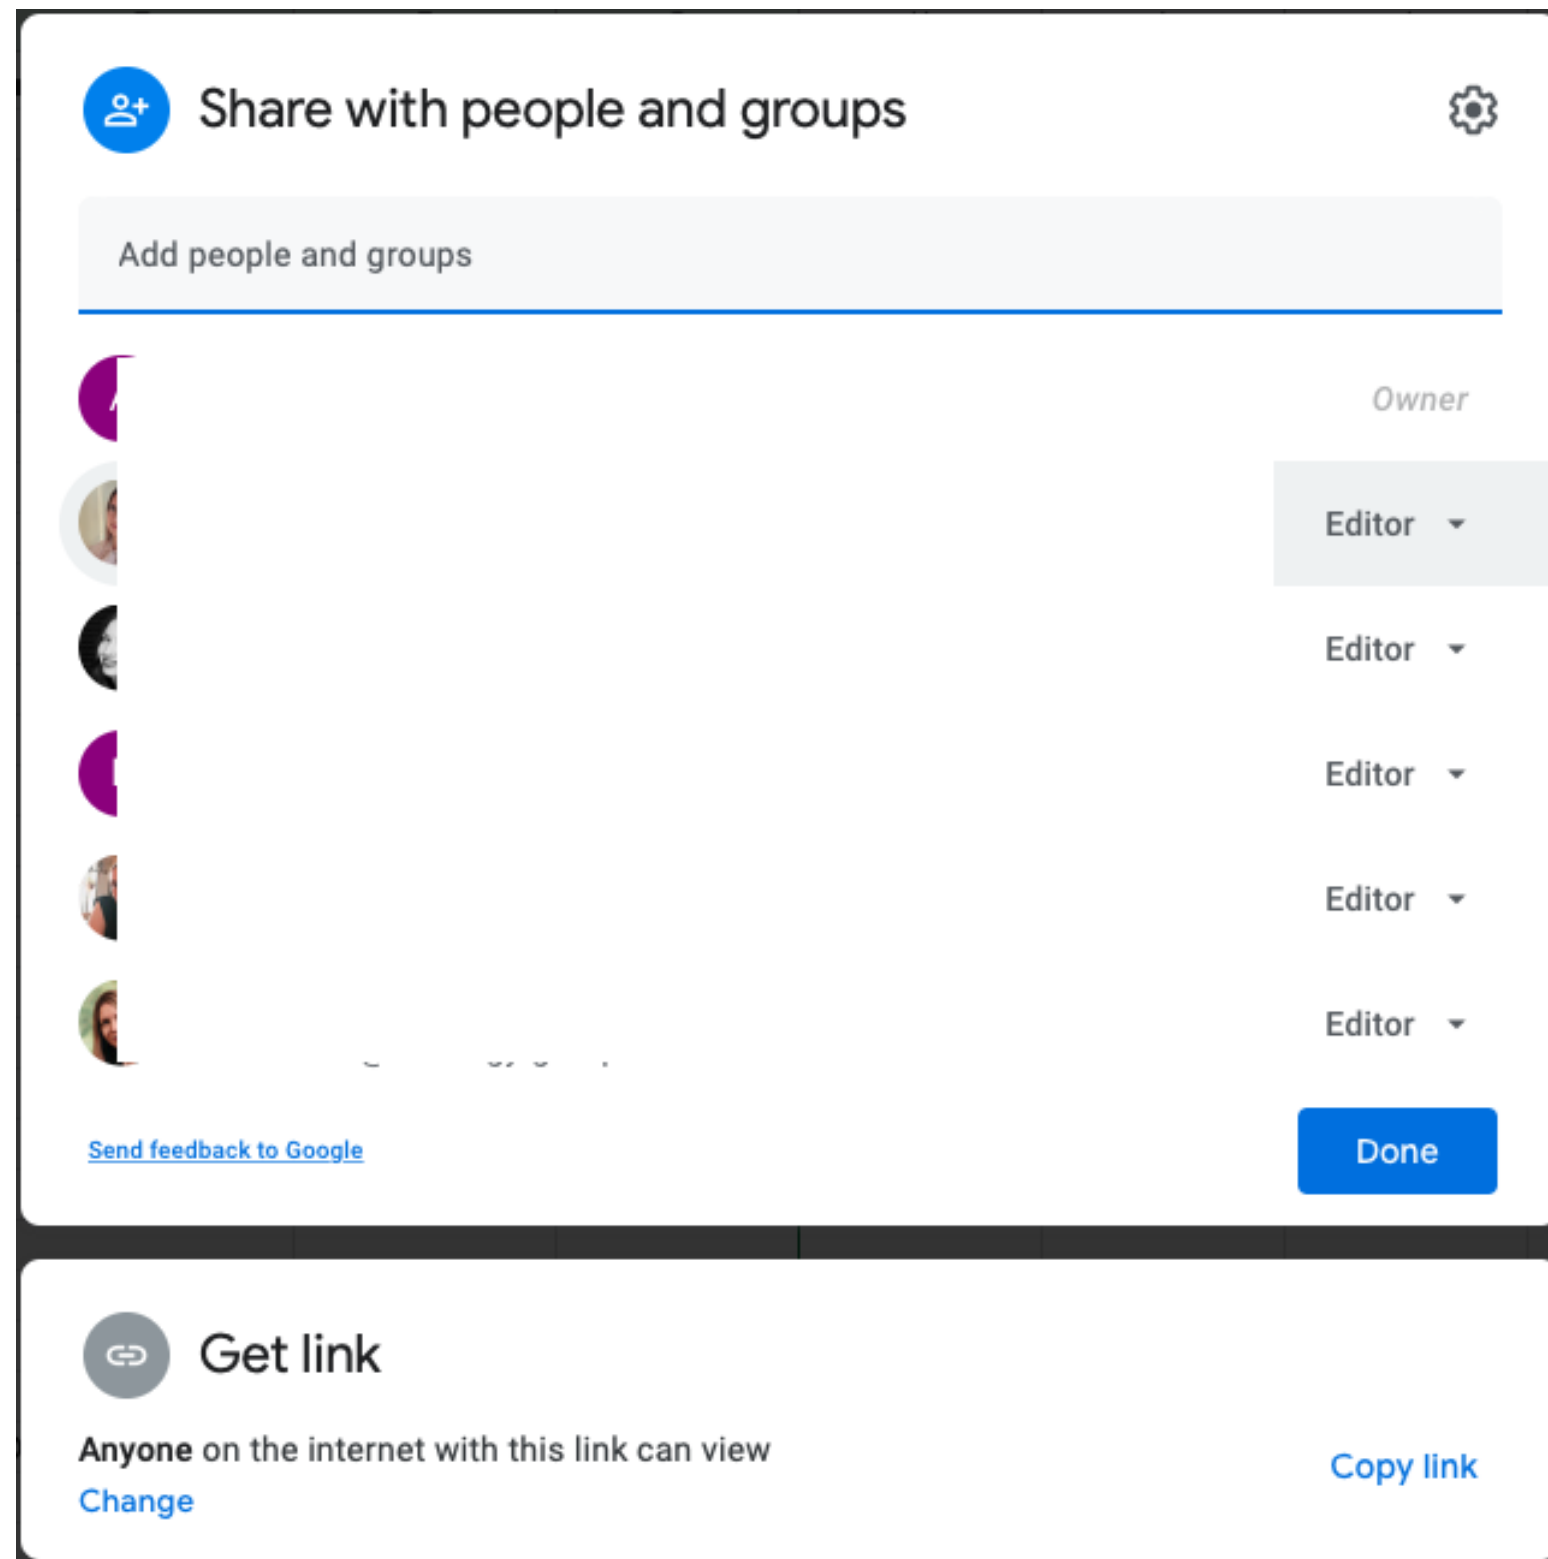 Share with people and groups
Add people and groups
Owner
Editor
Editor
Editor
Editor
Editor
Send feedback to Google
Done
Get link
Anyone on the internet with this link can view
Change
Copy link